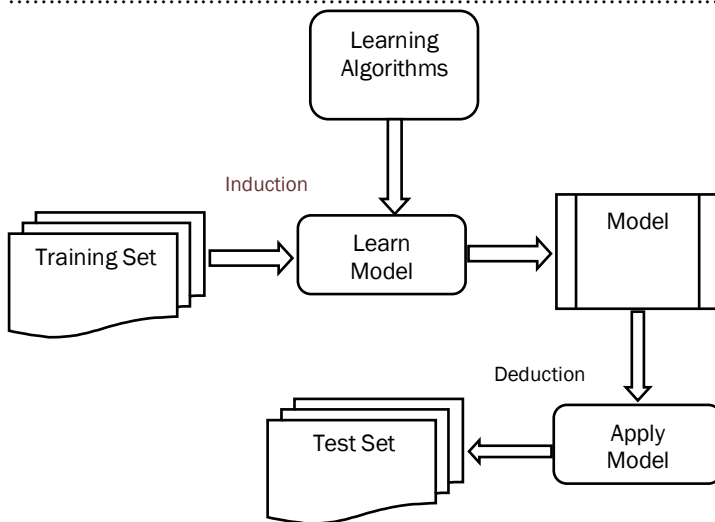 Learning
Algorithms
Induction
Training Set
Learn
Model
Model
Deduction
Test Set
Apply
Model